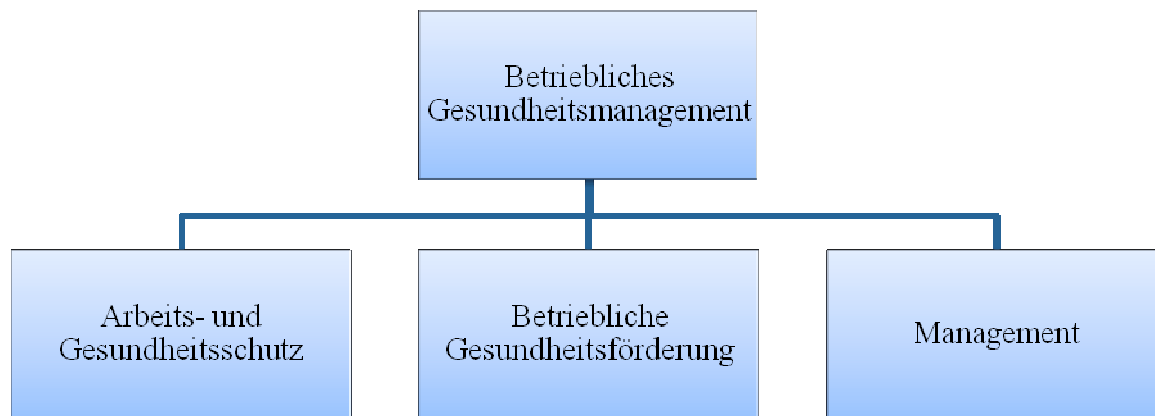 Betriebliches
Gesundheitsmanagement
Arbeits- und
Gesundheitsschutz
Betriebliche
Gesundheitsförderung
Management